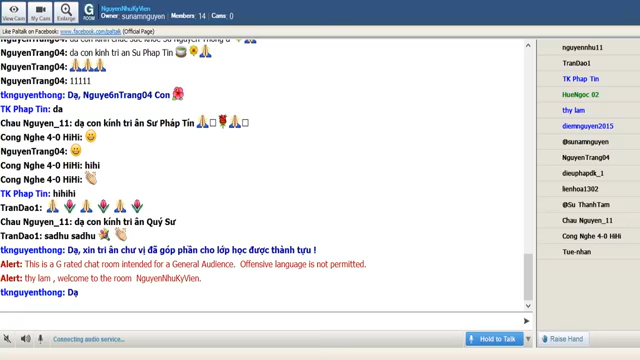 View Cam
My Cam
Enlarge
G
ROOM
NguyenNhuKyVien
Owner: sunamnguyen | Members: 14 | Cams: 0
Like Paltalk on Facebook: www.facebook.com/paltalk (Official Page)
NguyenTrang04: da con kinh tri an Su Phap Tin
NguyenTrang04:
NguyenTrang04: 11111
tknguyenthong: Dạ, Nguye6nTrang04 Con
TK Phap Tin: da
Chau Nguyen_11: dạ con kính tri ân Sư Pháp Tín
Cong Nghe 4-0 HiHi:
NguyenTrang04:
Cong Nghe 4-0 HiHi: hihi
Cong Nghe 4-0 HiHi:
TK Phap Tin: hihihi
TranDao1:
Chau Nguyen_11: dạ con kính tri ân Quý Sư
TranDao1: sadhu sadhu
tknguyenthong: Dạ, xin tri ân chư vị đã góp phần cho lớp học được thành tựu !
Alert: This is a G rated chat room intended for a General Audience. Offensive language is not permitted.
Alert: thy lam , welcome to the room NguyenNhuKyVien.
tknguyenthong: Dạ
nguyennhu11
TranDao1
TK Phap Tin
HueNgoc 02
thy lam
diemnguyen2015
@sunamnguyen
NguyenTrang04
dieuphapdk_1
lienhoa1302
@Su ThanhTam
Chau Nguyen_11
Cong Nghe 4-0 HiHi
Tue-nhan
Connecting audio service...
Hold to Talk
Raise Hand